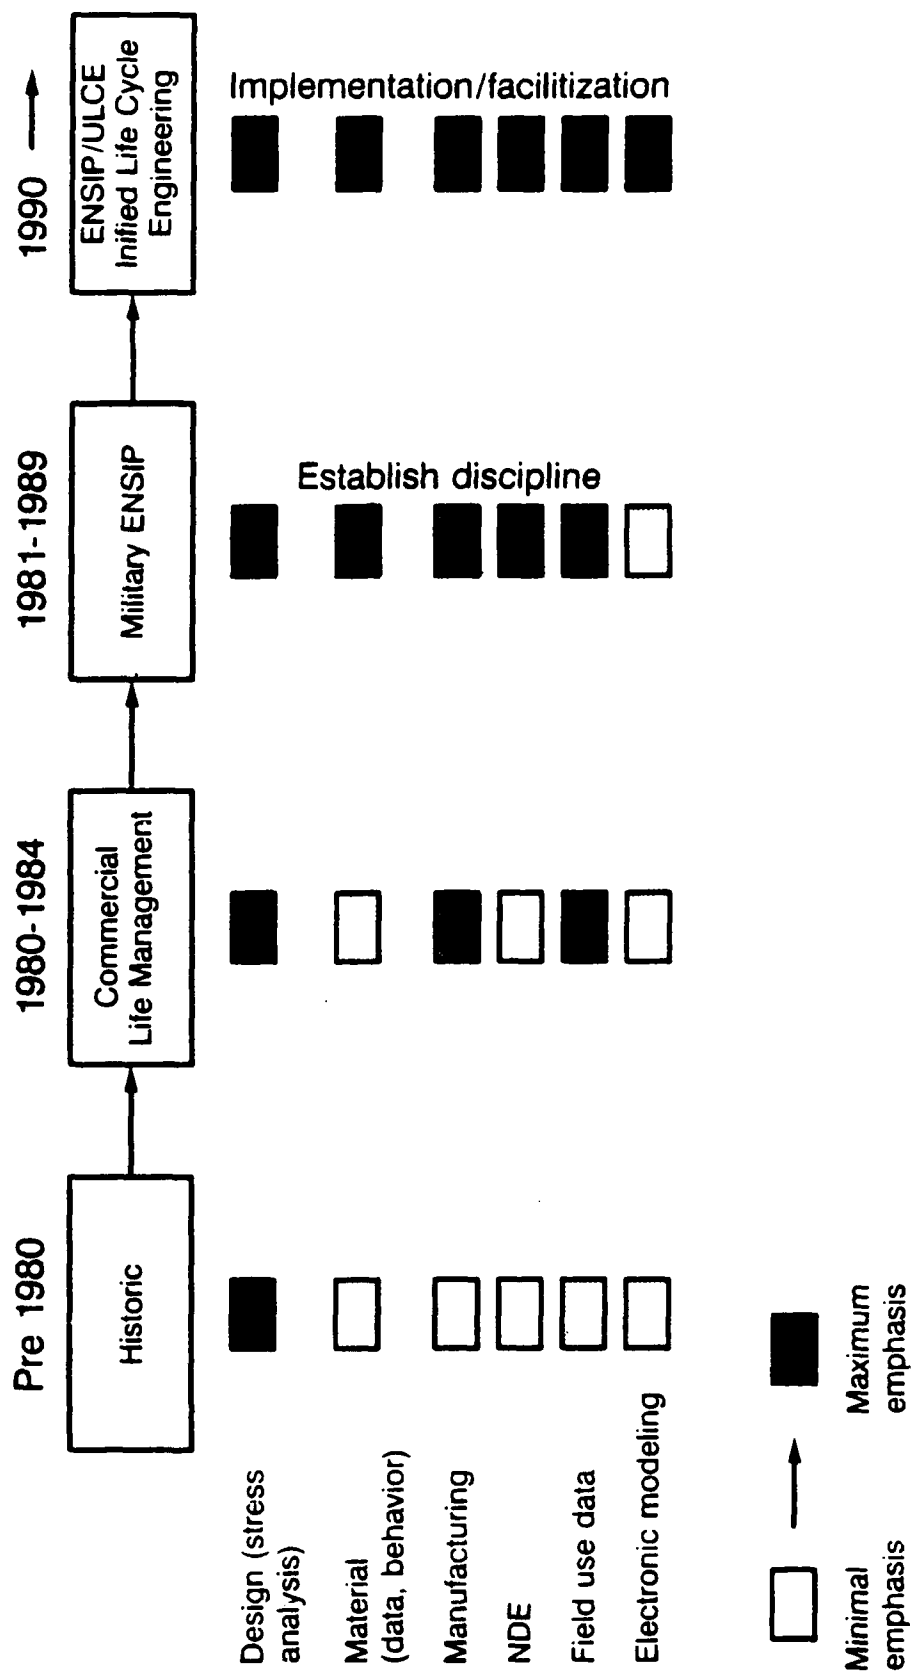 Pre 1980
1980-1984
1981-1989
1990
Historic
Commercial
Life Management
Military ENSIP
ENSIP/ULCE
Inified Life Cycle
Engineering
Establish discipline
Implementation/facilitization
Design (stress
analysis)
Material
(data, behavior)
Manufacturing
NDE
Field use data
Electronic modeling
Minimal
emphasis
Maximum
emphasis